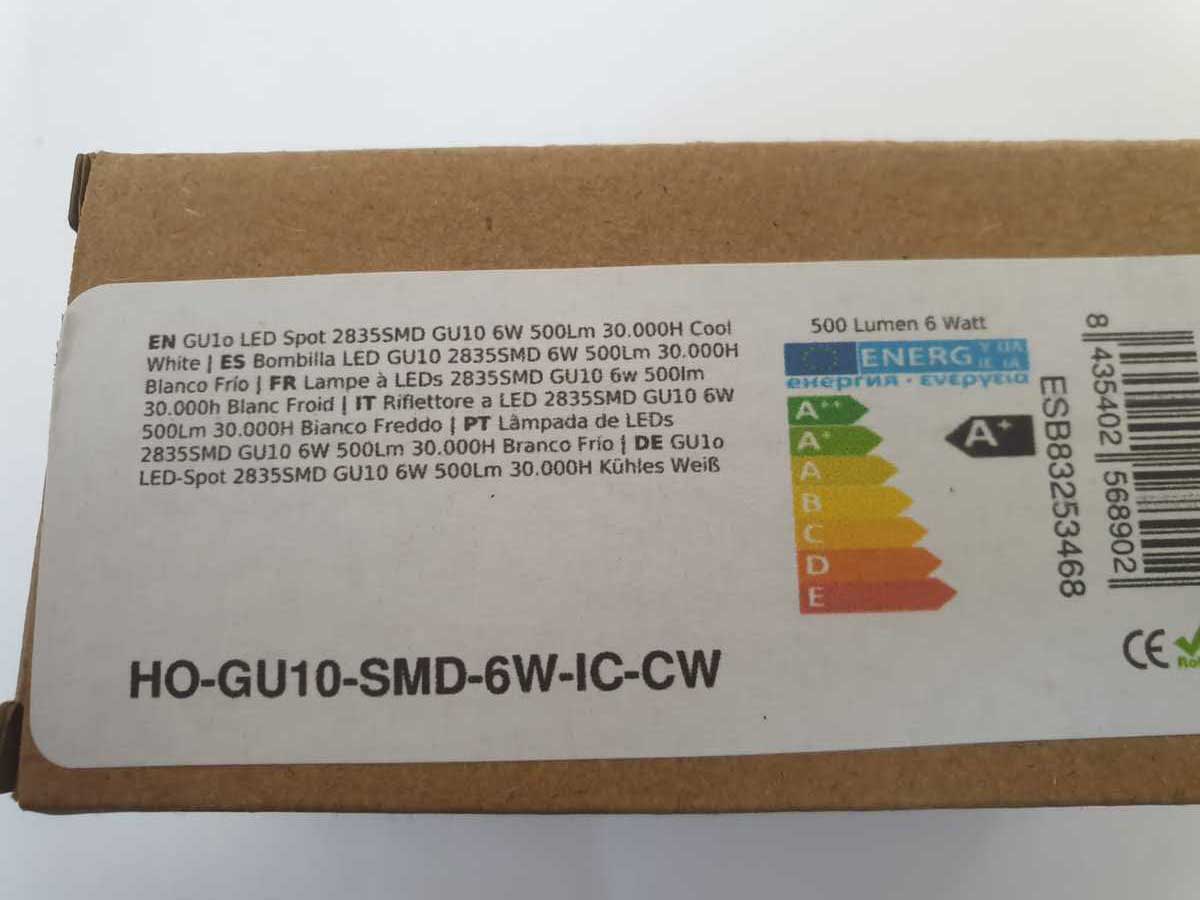 EN GU1o LED Spot 2835SMD GU10 6W 500Lm 30.000H Cool
White | ES Bombilla LED GU10 2835SMD 6W 500Lm 30.000H
Blanco Frío | FR Lampe à LEDs 2835SMD GU10 6w 500lm
30.000h Blanc Froid | IT Riflettore a LED 2835SMD GU10 6W
500Lm 30.000H Bianco Freddo | PT Lâmpada de LEDs
2835SMD GU10 6W 500Lm 30.000H Branco Frío | DE GU1o
LED-Spot 2835SMD GU10 6W 500Lm 30.000H Kühles Weiß
HO-GU10-SMD-6W-IC-CW
500 Lumen 6 Watt
ENERG Y UA
IE IA
енергия · ενεργεια
A++
A+
A
B
C
D
E
A+
ESB83253468
8 435402 568902
CE